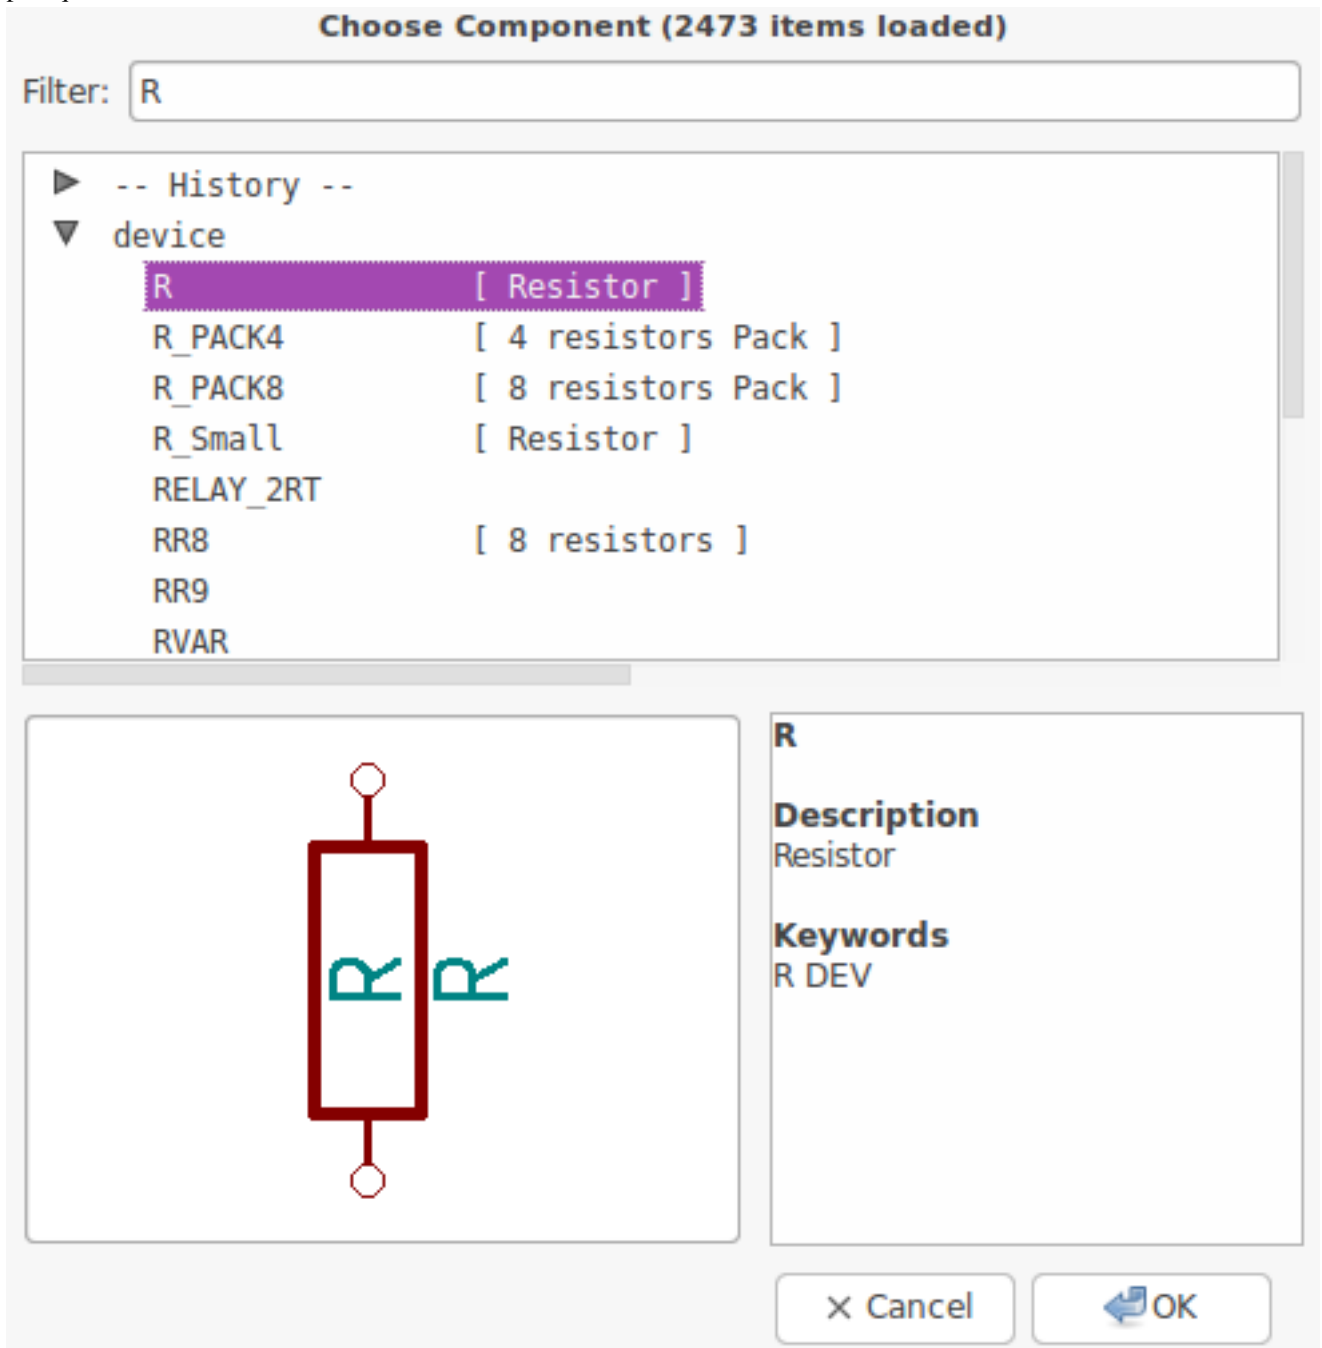 Choose Component (2473 items loaded)
Filter: R
-- History --
device
R [ Resistor ]
R_PACK4 [ 4 resistors Pack ]
R_PACK8 [ 8 resistors Pack ]
R_Small [ Resistor ]
RELAY_2RT
RR8 [ 8 resistors ]
RR9
RVAR
R R
R
Description
Resistor
Keywords
R DEV
Cancel OK